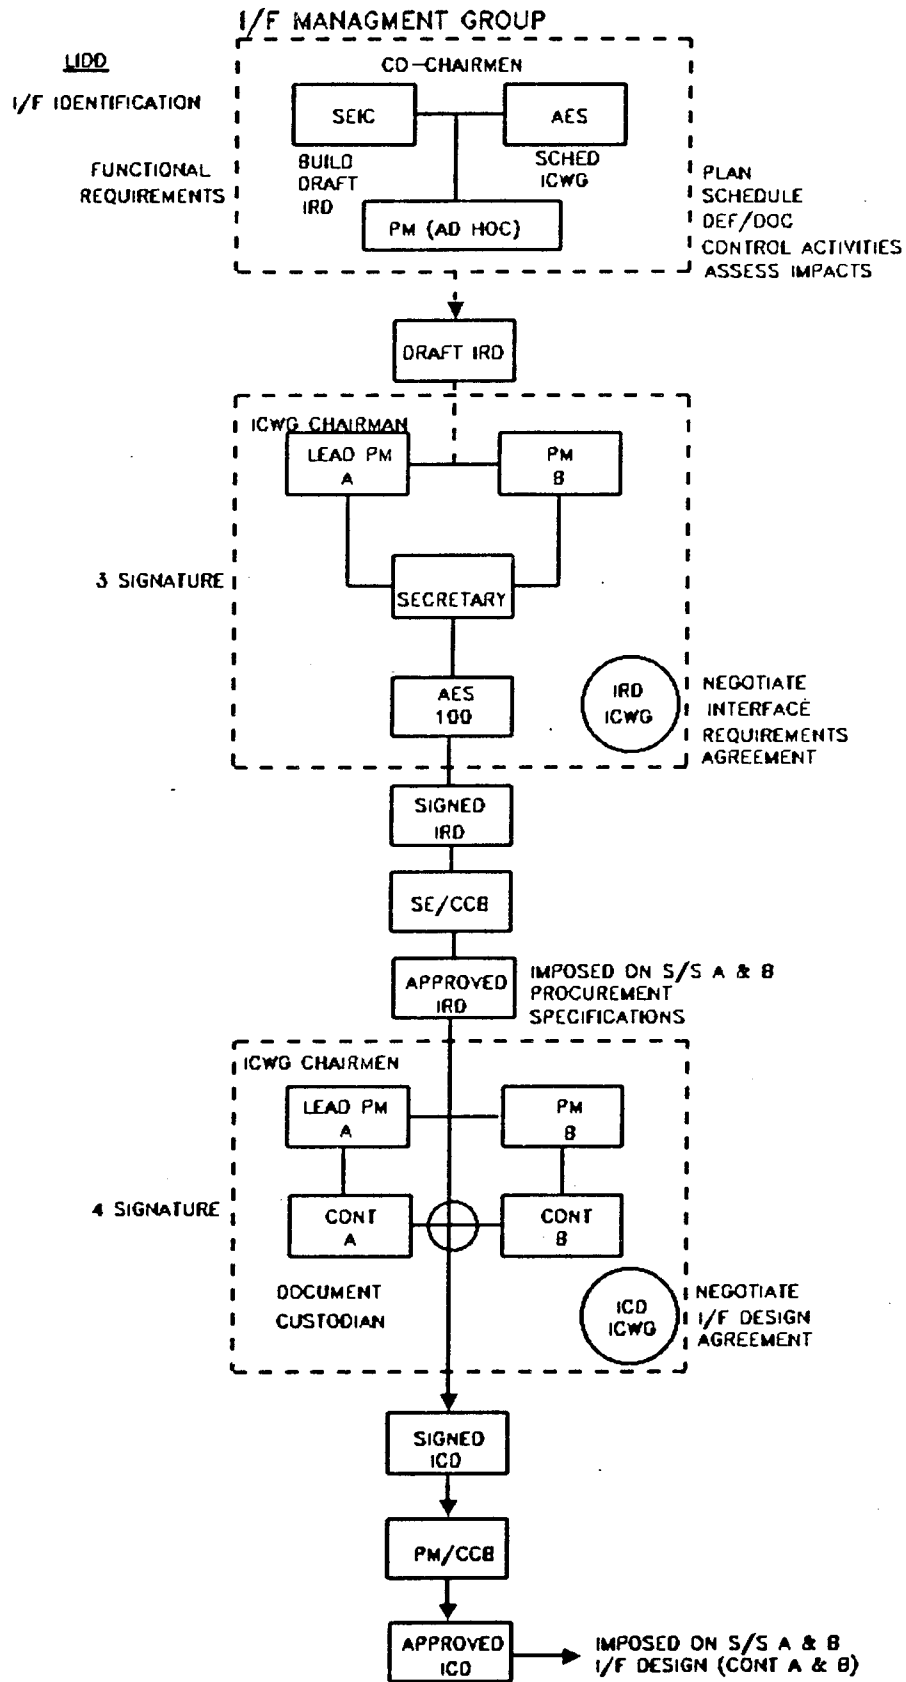 I/F MANAGMENT GROUP
LIDD
I/F IDENTIFICATION
CO-CHAIRMEN
SEIC
AES
BUILD
DRAFT
IRD
SCHED
ICWG
FUNCTIONAL
REQUIREMENTS
PM (AD HOC)
PLAN
SCHEDULE
DEF/DOC
CONTROL ACTIVITIES
ASSESS IMPACTS
DRAFT IRD
ICWG CHAIRMAN
LEAD PM
A
PM
B
3 SIGNATURE
SECRETARY
AES
100
IRD
ICWG
NEGOTIATE
INTERFACE
REQUIREMENTS
AGREEMENT
SIGNED
IRD
SE/CCB
APPROVED
IRD
IMPOSED ON S/S A & B
PROCUREMENT
SPECIFICATIONS
ICWG CHAIRMEN
LEAD PM
A
PM
B
4 SIGNATURE
CONT
A
CONT
B
DOCUMENT
CUSTODIAN
ICD
ICWG
NEGOTIATE
I/F DESIGN
AGREEMENT
SIGNED
ICD
PM/CCB
APPROVED
ICD
IMPOSED ON S/S A & B
I/F DESIGN (CONT A & B)